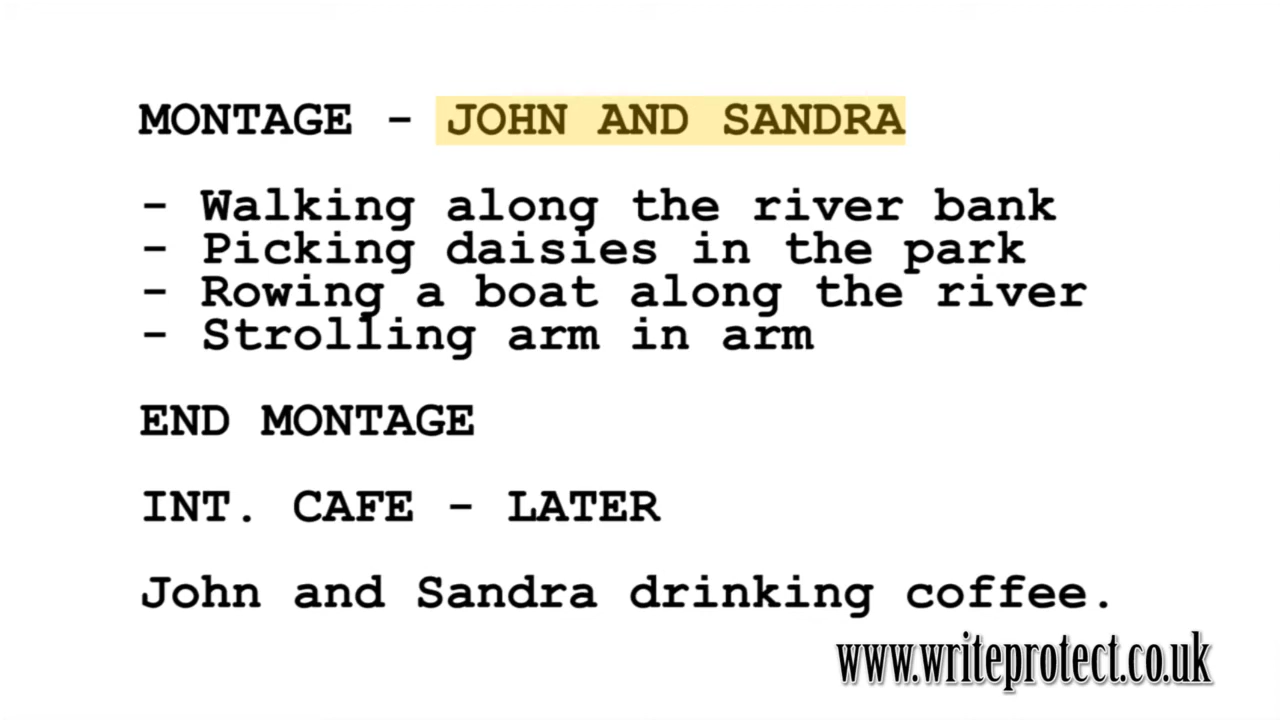 MONTAGE - JOHN AND SANDRA
- Walking along the river bank
- Picking daisies in the park
- Rowing a boat along the river
- Strolling arm in arm
END MONTAGE
INT. CAFE - LATER
John and Sandra drinking coffee.
www.writeprotect.co.uk